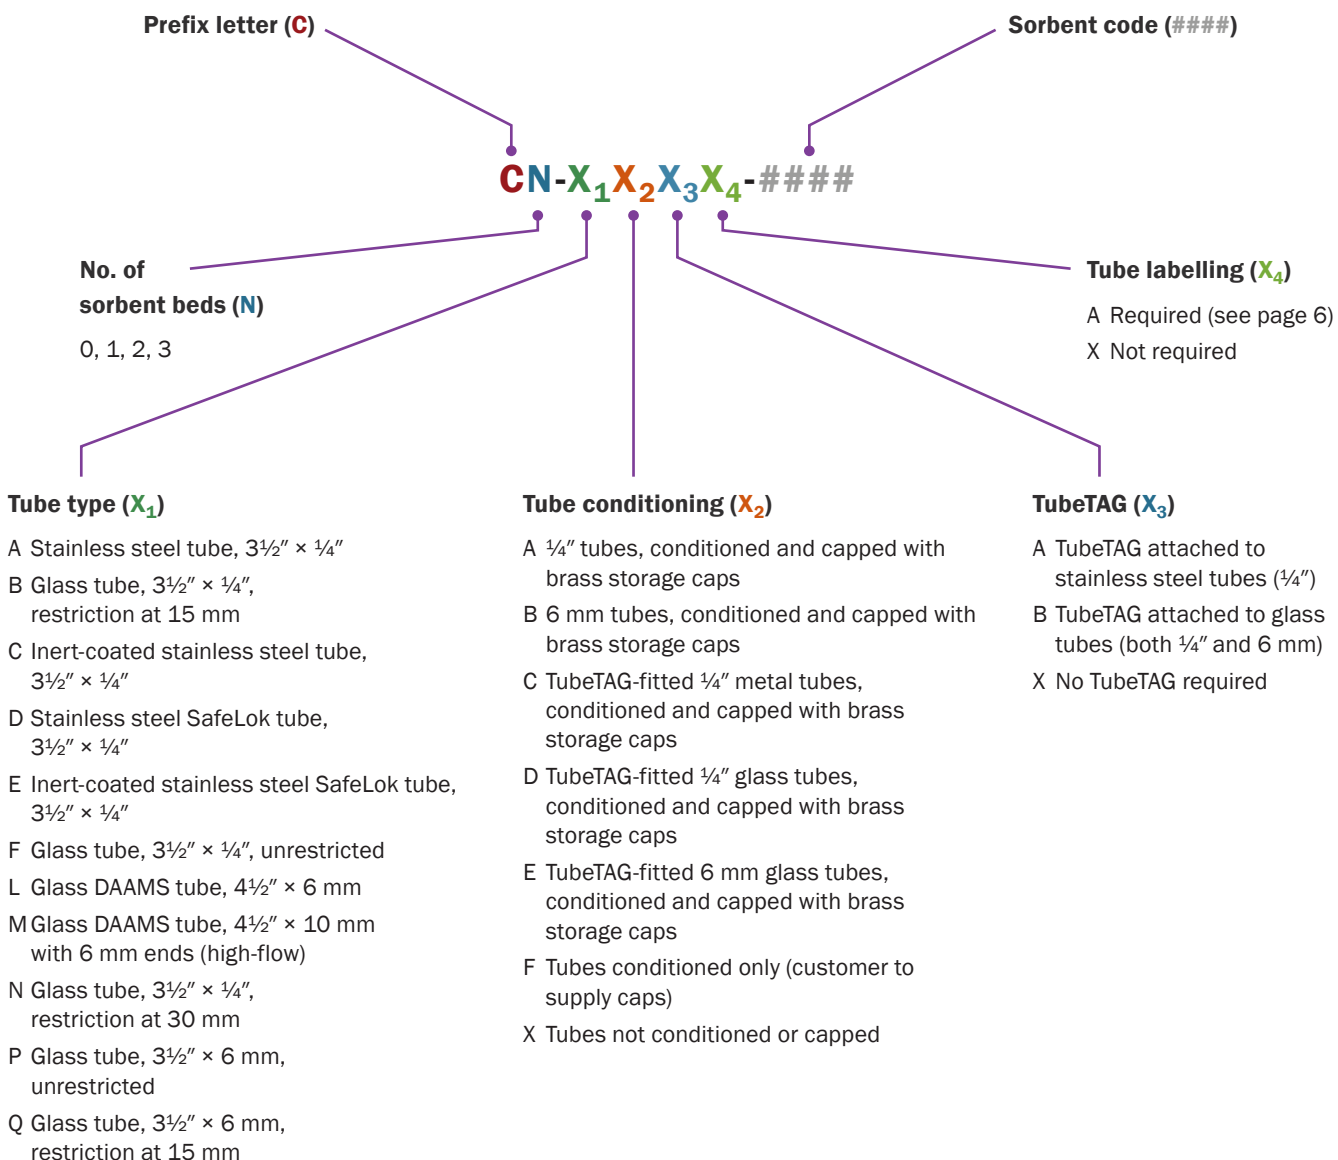 Prefix letter (C)
Sorbent code (####)
CN-X1X2X3X4-####
No. of
sorbent beds (N)
0, 1, 2, 3
Tube labelling (X4)
A Required (see page 6)
X Not required
Tube type (X1)
A Stainless steel tube, 3½″ × ¼″
B Glass tube, 3½″ × ¼″,
restriction at 15 mm
C Inert-coated stainless steel tube,
3½″ × ¼″
D Stainless steel SafeLok tube,
3½″ × ¼″
E Inert-coated stainless steel SafeLok tube,
3½″ × ¼″
F Glass tube, 3½″ × ¼″, unrestricted
L Glass DAAMS tube, 4½″ × 6 mm
M Glass DAAMS tube, 4½″ × 10 mm
with 6 mm ends (high-flow)
N Glass tube, 3½″ × ¼″,
restriction at 30 mm
P Glass tube, 3½″ × 6 mm,
unrestricted
Q Glass tube, 3½″ × 6 mm,
restriction at 15 mm
Tube conditioning (X2)
A ¼″ tubes, conditioned and capped with
brass storage caps
B 6 mm tubes, conditioned and capped with
brass storage caps
C TubeTAG-fitted ¼″ metal tubes,
conditioned and capped with brass
storage caps
D TubeTAG-fitted ¼″ glass tubes,
conditioned and capped with brass
storage caps
E TubeTAG-fitted 6 mm glass tubes,
conditioned and capped with brass
storage caps
F Tubes conditioned only (customer to
supply caps)
X Tubes not conditioned or capped
TubeTAG (X3)
A TubeTAG attached to
stainless steel tubes (¼″)
B TubeTAG attached to glass
tubes (both ¼″ and 6 mm)
X No TubeTAG required